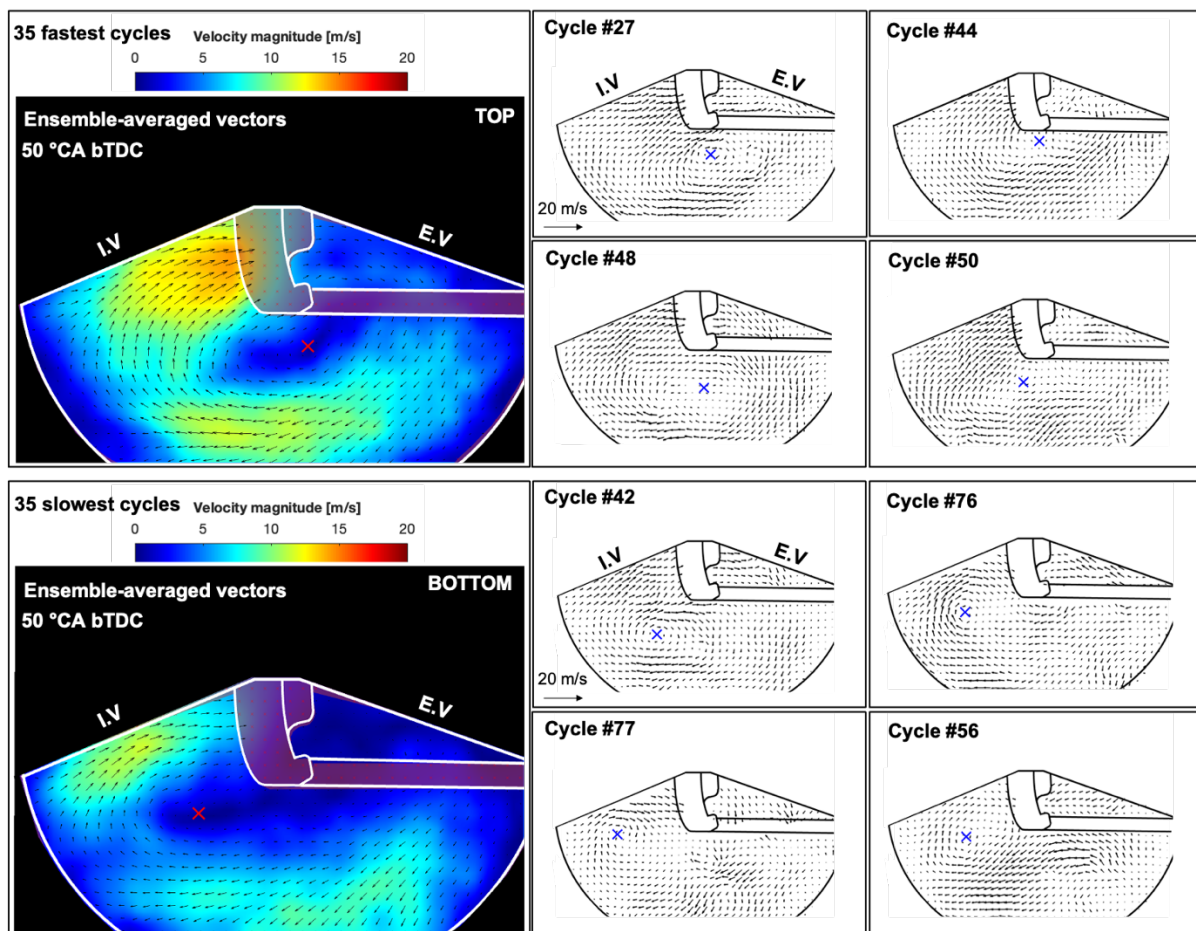 35 fastest cycles
Velocity magnitude [m/s]
0 5 10 15 20
Ensemble-averaged vectors
TOP
50 °CA bTDC
I.V
E.V
Cycle #27
I.V
E.V
20 m/s
Cycle #44
Cycle #48
Cycle #50
35 slowest cycles
Velocity magnitude [m/s]
0 5 10 15 20
BOTTOM
Ensemble-averaged vectors
50 °CA bTDC
I.V
E.V
Cycle #42
I.V
E.V
20 m/s
Cycle #76
Cycle #77
Cycle #56